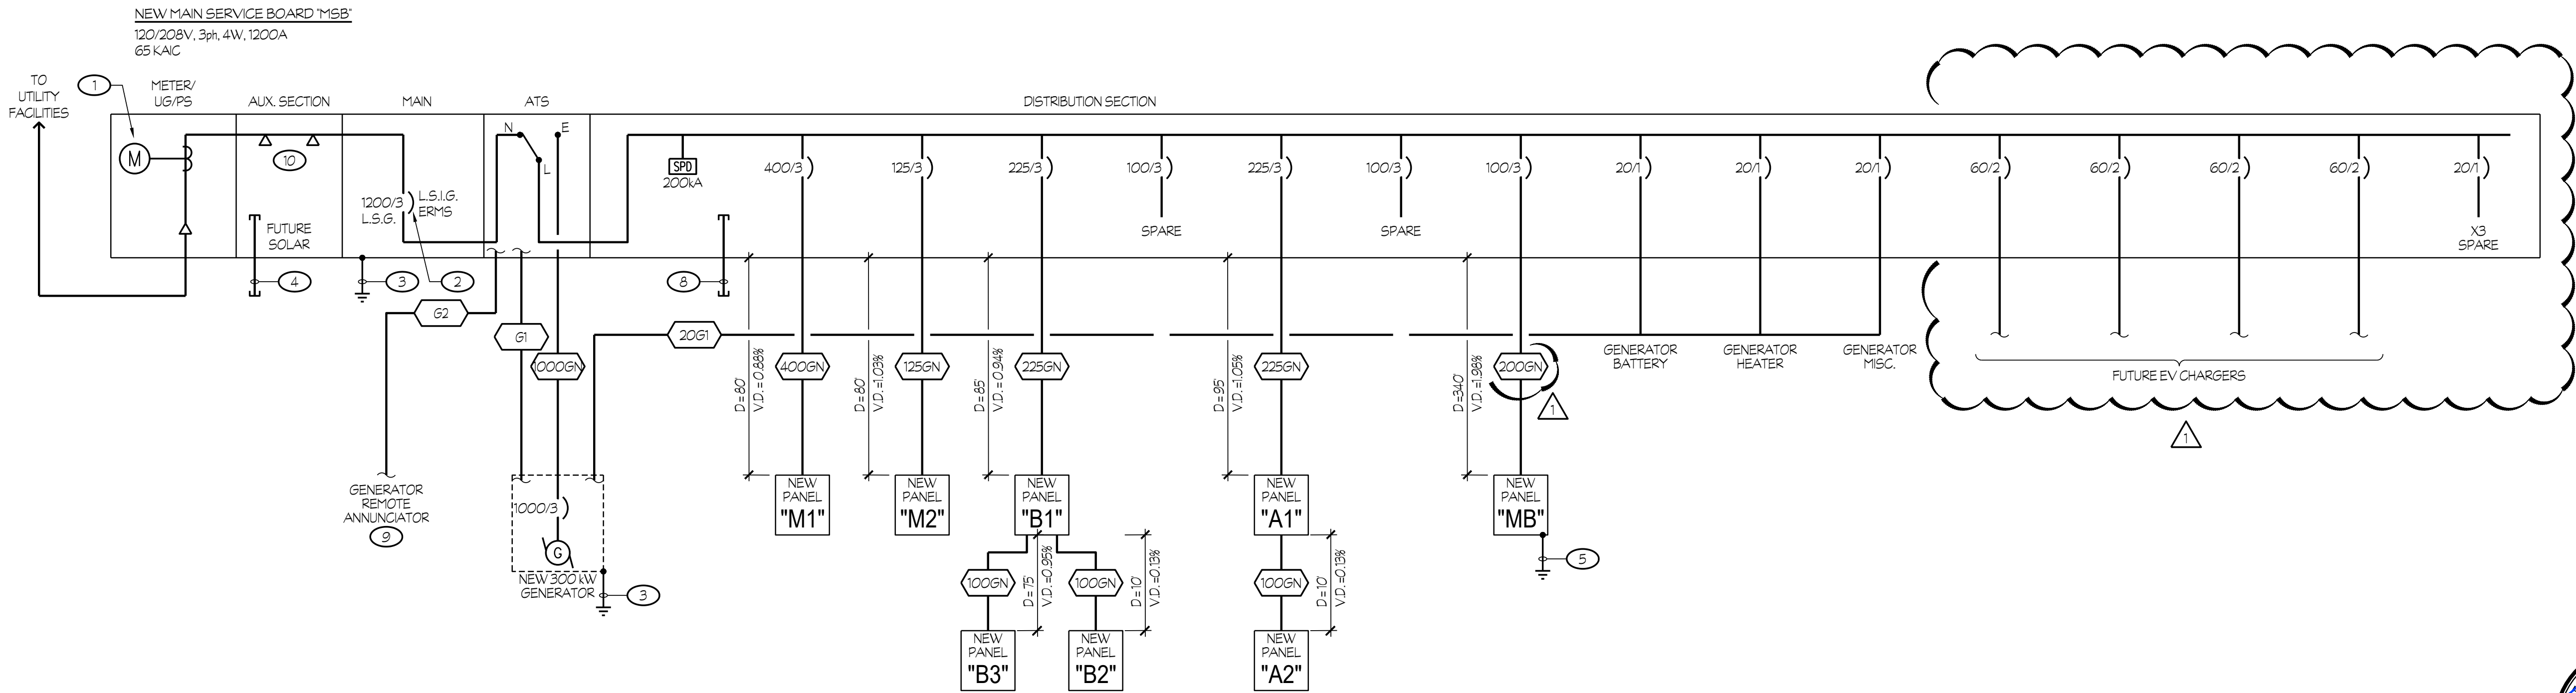 NEW MAIN SERVICE BOARD "MSB"
120/208V, 3ph, 4W, 1200A
65 KAIC
TO
UTILITY
FACILITIES
1
METER/
UG/PS
AUX. SECTION
MAIN
ATS
DISTRIBUTION SECTION
M
10
N
E
L
1200/3
L.S.G.
L.S.I.G.
ERMS
FUTURE
SOLAR
SPD
200kA
400/3
125/3
225/3
100/3
SPARE
225/3
100/3
SPARE
100/3
20/1
20/1
20/1
60/2
60/2
60/2
60/2
20/1
X3
SPARE
4
3
2
8
G2
G1
1000GN
20G1
D=80'
V.D. = 0.88%
400GN
D=80'
V.D. =1.03%
125GN
D=85'
V.D. = 0.94%
225GN
D=95'
V.D. =1.05%
225GN
D=340'
V.D. =1.98%
200GN
1
GENERATOR
BATTERY
GENERATOR
HEATER
GENERATOR
MISC.
FUTURE EV CHARGERS
1
GENERATOR
REMOTE
ANNUNCIATOR
9
1000/3
G
NEW 300 kW
GENERATOR
3
NEW
PANEL
"M1"
NEW
PANEL
"M2"
NEW
PANEL
"B1"
NEW
PANEL
"A1"
NEW
PANEL
"MB"
5
100GN
D=75'
V.D. =0.95%
100GN
D=10'
V.D. =0.13%
100GN
D=10'
V.D. =0.13%
NEW
PANEL
"B3"
NEW
PANEL
"B2"
NEW
PANEL
"A2"